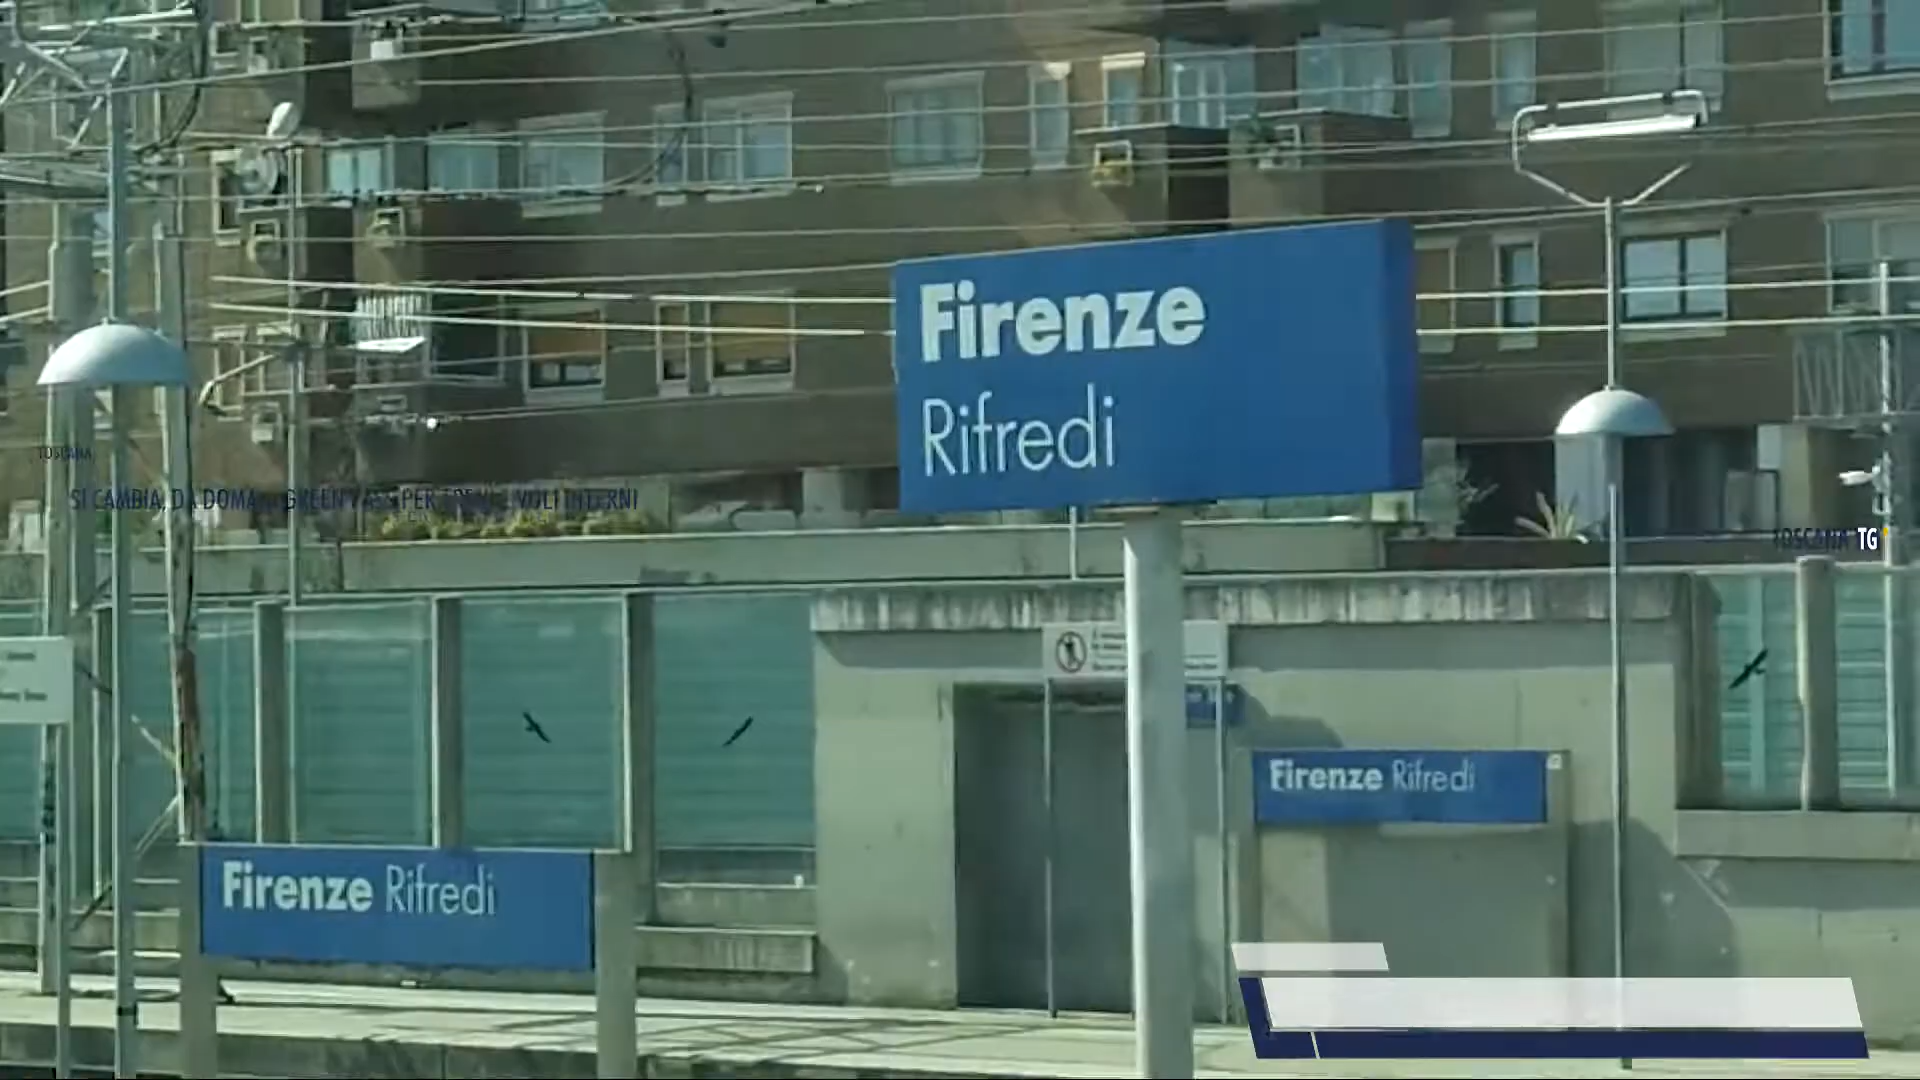 Firenze
Rifredi
TOSCANA
SI CAMBIA, DA DOMANI GREEN PASS PER TRENI E VOLI INTERNI
TOSCANA TG
Firenze Rifredi
Firenze Rifredi